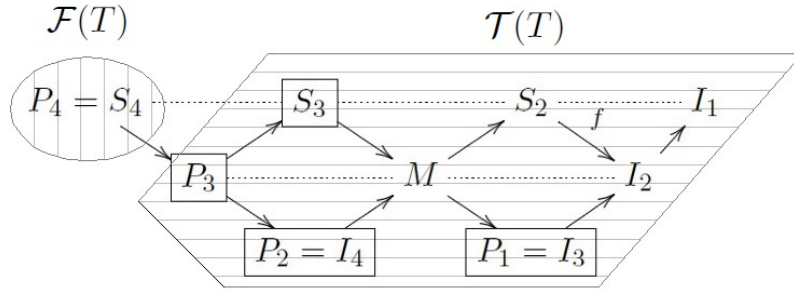 𝓕(T) 𝓣(T)
P₄ = S₄ S₃ S₂ f I₁
P₃ M I₂
P₂ = I₄ P₁ = I₃